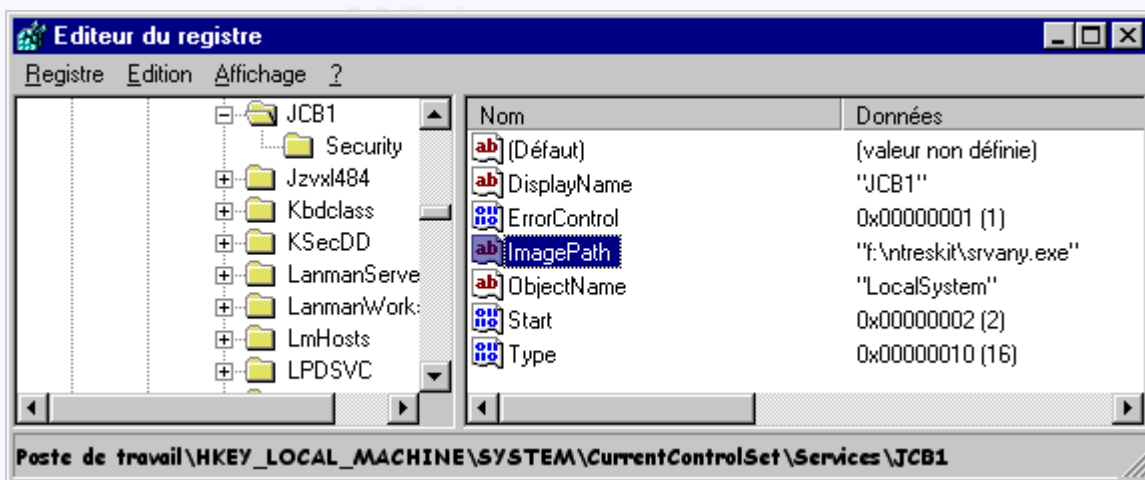 Editeur du registre
Registre Edition Affichage ?
JCB1
Security
Jzvxl484
Kbdclass
KSecDD
LanmanServe
LanmanWork
LmHosts
LPDSVC
Nom Données
(Défaut) (valeur non définie)
DisplayName "JCB1"
ErrorControl 0x00000001 (1)
ImagePath "f:\ntreskit\srvany.exe"
ObjectName "LocalSystem"
Start 0x00000002 (2)
Type 0x00000010 (16)
Poste de travail\HKEY_LOCAL_MACHINE\SYSTEM\CurrentControlSet\Services\JCB1